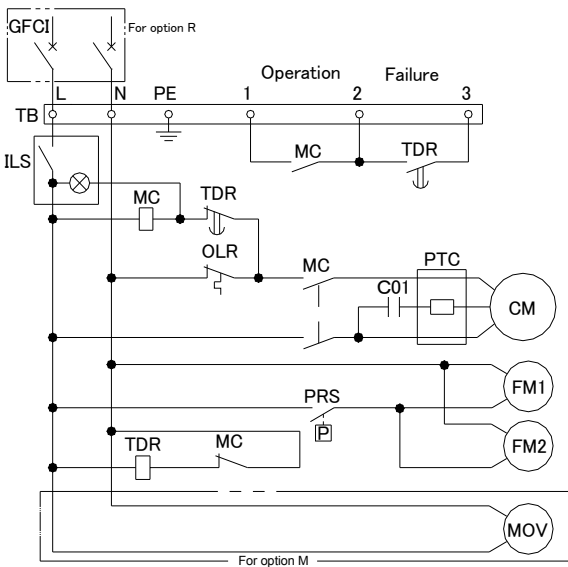 GFCI For option R
L N PE 1 2 3
Operation Failure
TB
MC TDR
ILS
MC TDR
OLR
MC PTC
C01
CM
FM1
PRS
P
FM2
TDR MC
MOV
For option M